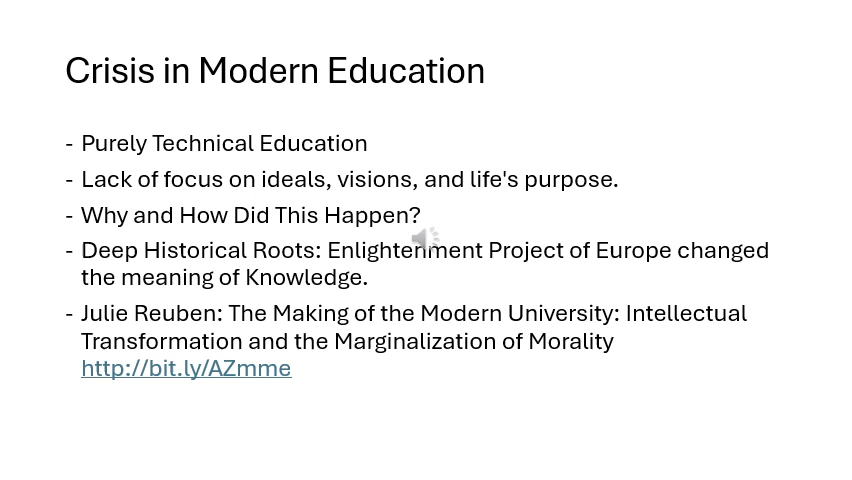 Crisis in Modern Education
- Purely Technical Education
- Lack of focus on ideals, visions, and life's purpose.
- Why and How Did This Happen?
- Deep Historical Roots: Enlightenment Project of Europe changed
the meaning of Knowledge.
- Julie Reuben: The Making of the Modern University: Intellectual
Transformation and the Marginalization of Morality
http://bit.ly/AZmme